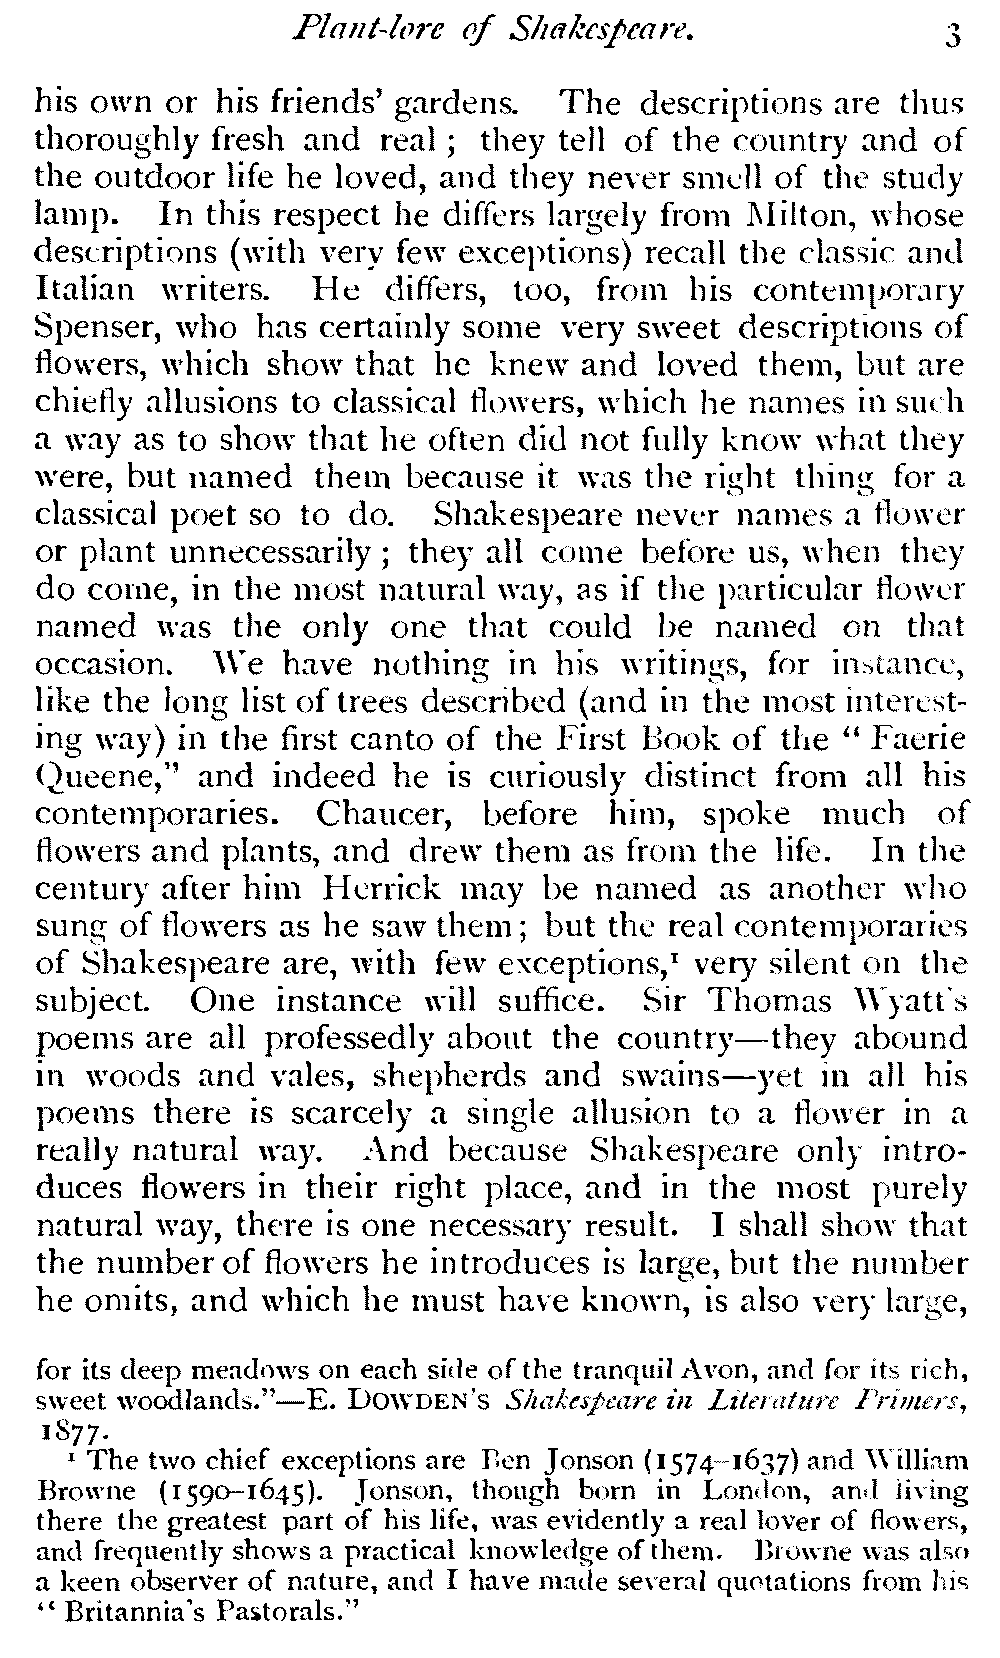 Plant-lore of Shakespeare. 3
his own or his friends' gardens. The descriptions are thus
thoroughly fresh and real ; they tell of the country and of
the outdoor life he loved, and they never smell of the study
lamp. In this respect he differs largely from Milton, whose
descriptions (with very few exceptions) recall the classic and
Italian writers. He differs, too, from his contemporary
Spenser, who has certainly some very sweet descriptions of
flowers, which show that he knew and loved them, but are
chiefly allusions to classical flowers, which he names in such
a way as to show that he often did not fully know what they
were, but named them because it was the right thing for a
classical poet so to do. Shakespeare never names a flower
or plant unnecessarily ; they all come before us, when they
do come, in the most natural way, as if the particular flower
named was the only one that could be named on that
occasion. We have nothing in his writings, for instance,
like the long list of trees described (and in the most interest-
ing way) in the first canto of the First Book of the “ Faerie
Queene,” and indeed he is curiously distinct from all his
contemporaries. Chaucer, before him, spoke much of
flowers and plants, and drew them as from the life. In the
century after him Herrick may be named as another who
sung of flowers as he saw them ; but the real contemporaries
of Shakespeare are, with few exceptions,¹ very silent on the
subject. One instance will suffice. Sir Thomas Wyatt's
poems are all professedly about the country—they abound
in woods and vales, shepherds and swains—yet in all his
poems there is scarcely a single allusion to a flower in a
really natural way. And because Shakespeare only intro-
duces flowers in their right place, and in the most purely
natural way, there is one necessary result. I shall show that
the number of flowers he introduces is large, but the number
he omits, and which he must have known, is also very large,
for its deep meadows on each side of the tranquil Avon, and for its rich,
sweet woodlands.”—E. DOWDEN'S Shakespeare in Literature Primers,
1877.
¹ The two chief exceptions are Ben Jonson (1574–1637) and William
Browne (1590–1645). Jonson, though born in London, and living
there the greatest part of his life, was evidently a real lover of flowers,
and frequently shows a practical knowledge of them. Browne was also
a keen observer of nature, and I have made several quotations from his
“ Britannia's Pastorals.”